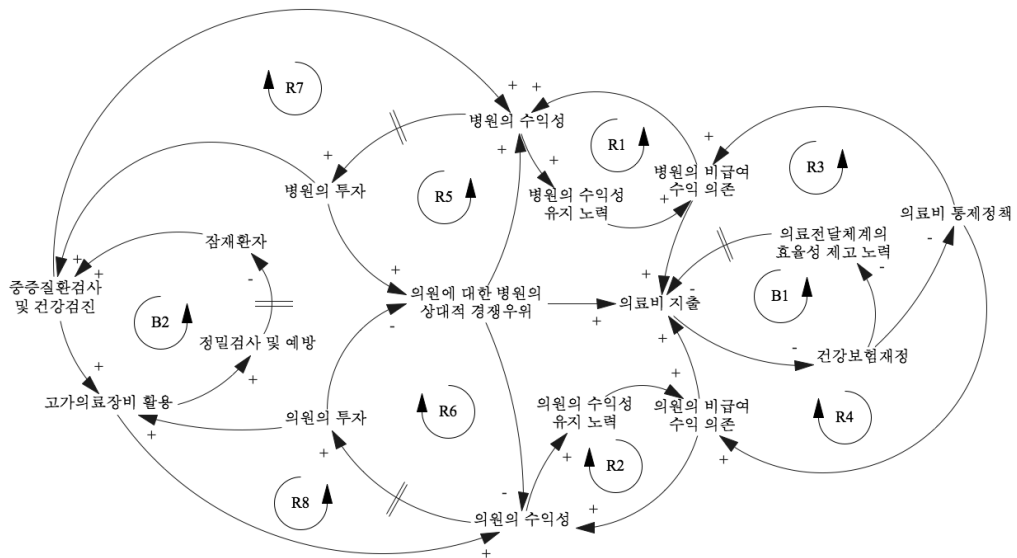 R7
병원의 수익성
R1
R3
병원의 투자
R5
병원의 수익성
유지 노력
병원의 비급여
수익 의존
의료비 통제정책
잠재환자
의료전달체계의
효율성 제고 노력
중증질환검사
및 건강검진
B2
의원에 대한 병원의
상대적 경쟁우위
의료비 지출
B1
정밀검사 및 예방
건강보험재정
고가의료장비 활용
의원의 투자
R6
의원의 수익성
유지 노력
의원의 비급여
수익 의존
R4
R2
R8
의원의 수익성